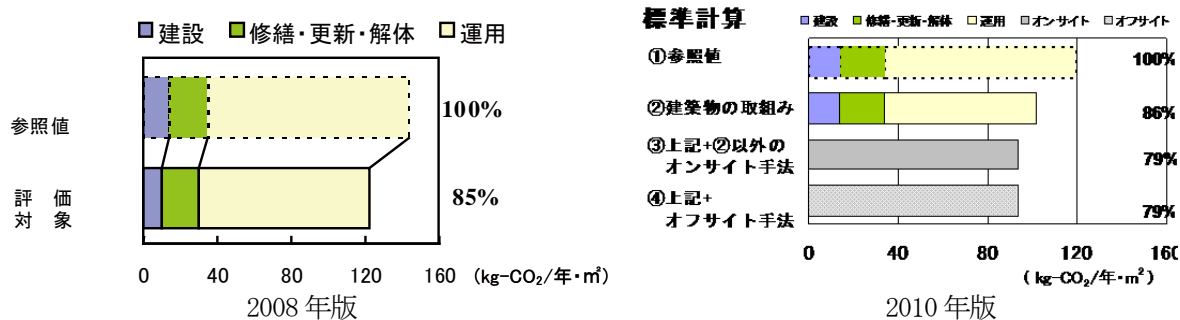 ■建設 ■修繕・更新・解体 □運用
参照値
100%
評 価
対 象
85%
0 40 80 120 160 (kg-CO₂/年・㎡)
2008 年版
標準計算
■建設 ■修繕・更新・解体 □運用 ■オンサイト □オフサイト
①参照値
100%
②建築物の取組み
86%
③上記+②以外の
オンサイト手法
79%
④上記+
オフサイト手法
79%
0 40 80 120 160
( kg-CO₂/年・m² )
2010 年版